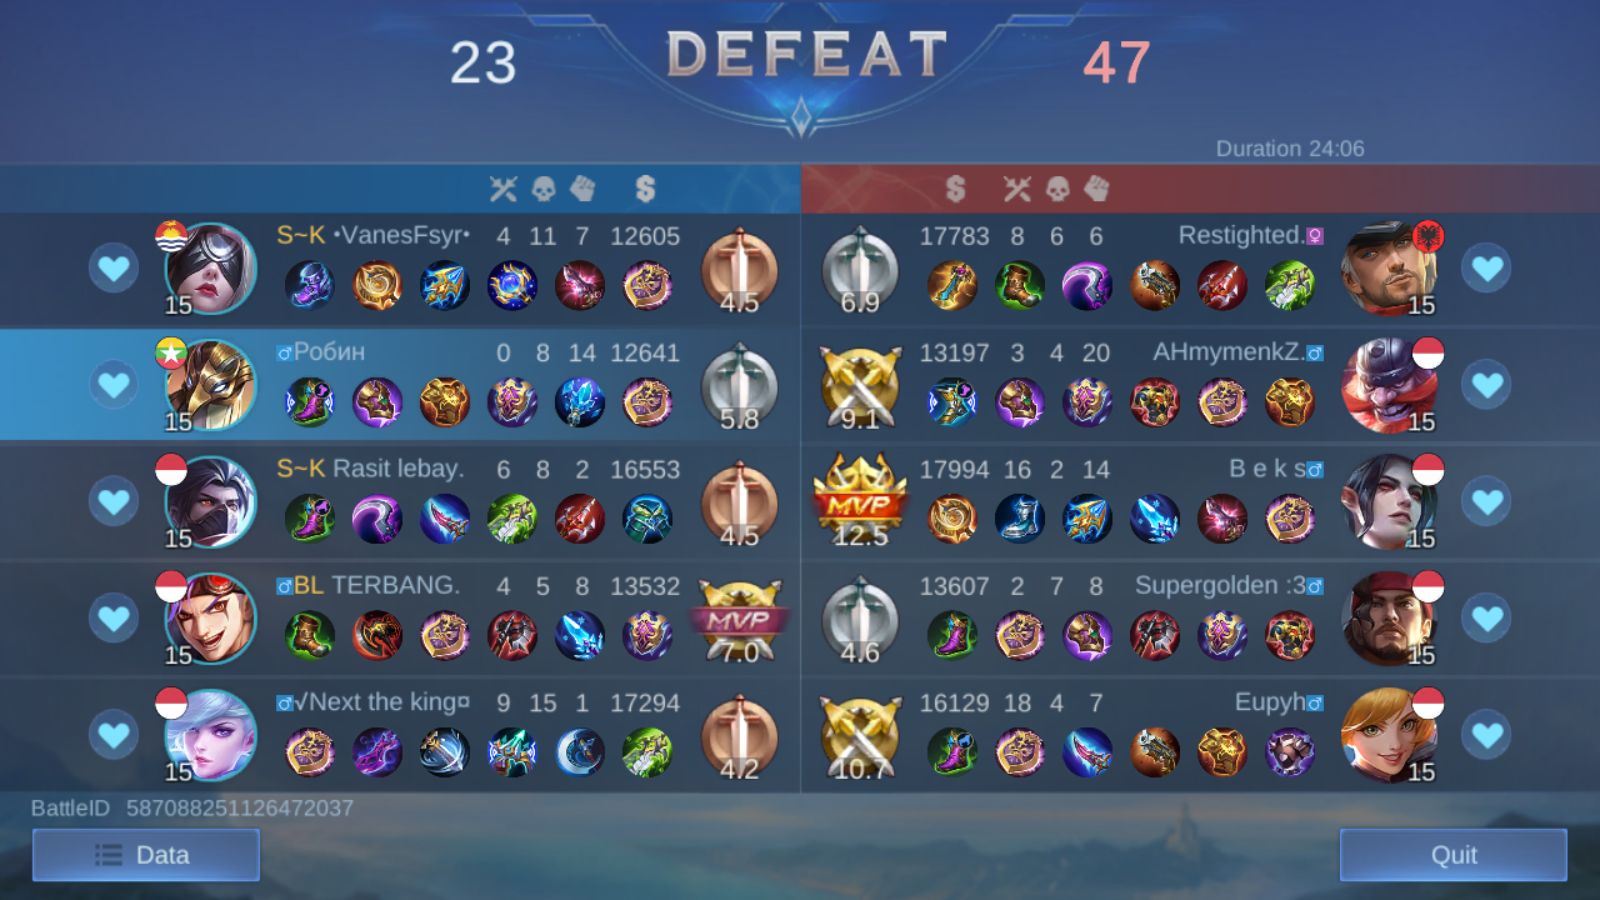 23 DEFEAT 47
Duration 24:06
S~K •VanesFsyr• 4 11 7 12605
15 4.5
17783 8 6 6 Restighted.
6.9 15
Робин 0 8 14 12641
15 5.8
13197 3 4 20 AHmymenkZ.
9.1 15
S~K Rasit lebay. 6 8 2 16553
15 4.5
17994 16 2 14 B e k s
MVP
12.5 15
BL TERBANG. 4 5 8 13532
MVP
15 7.0
13607 2 7 8 Supergolden :3
4.6 15
√Next the king¤ 9 15 1 17294
15 4.2
16129 18 4 7 Eupyh
10.7 15
BattleID 587088251126472037
Data
Quit